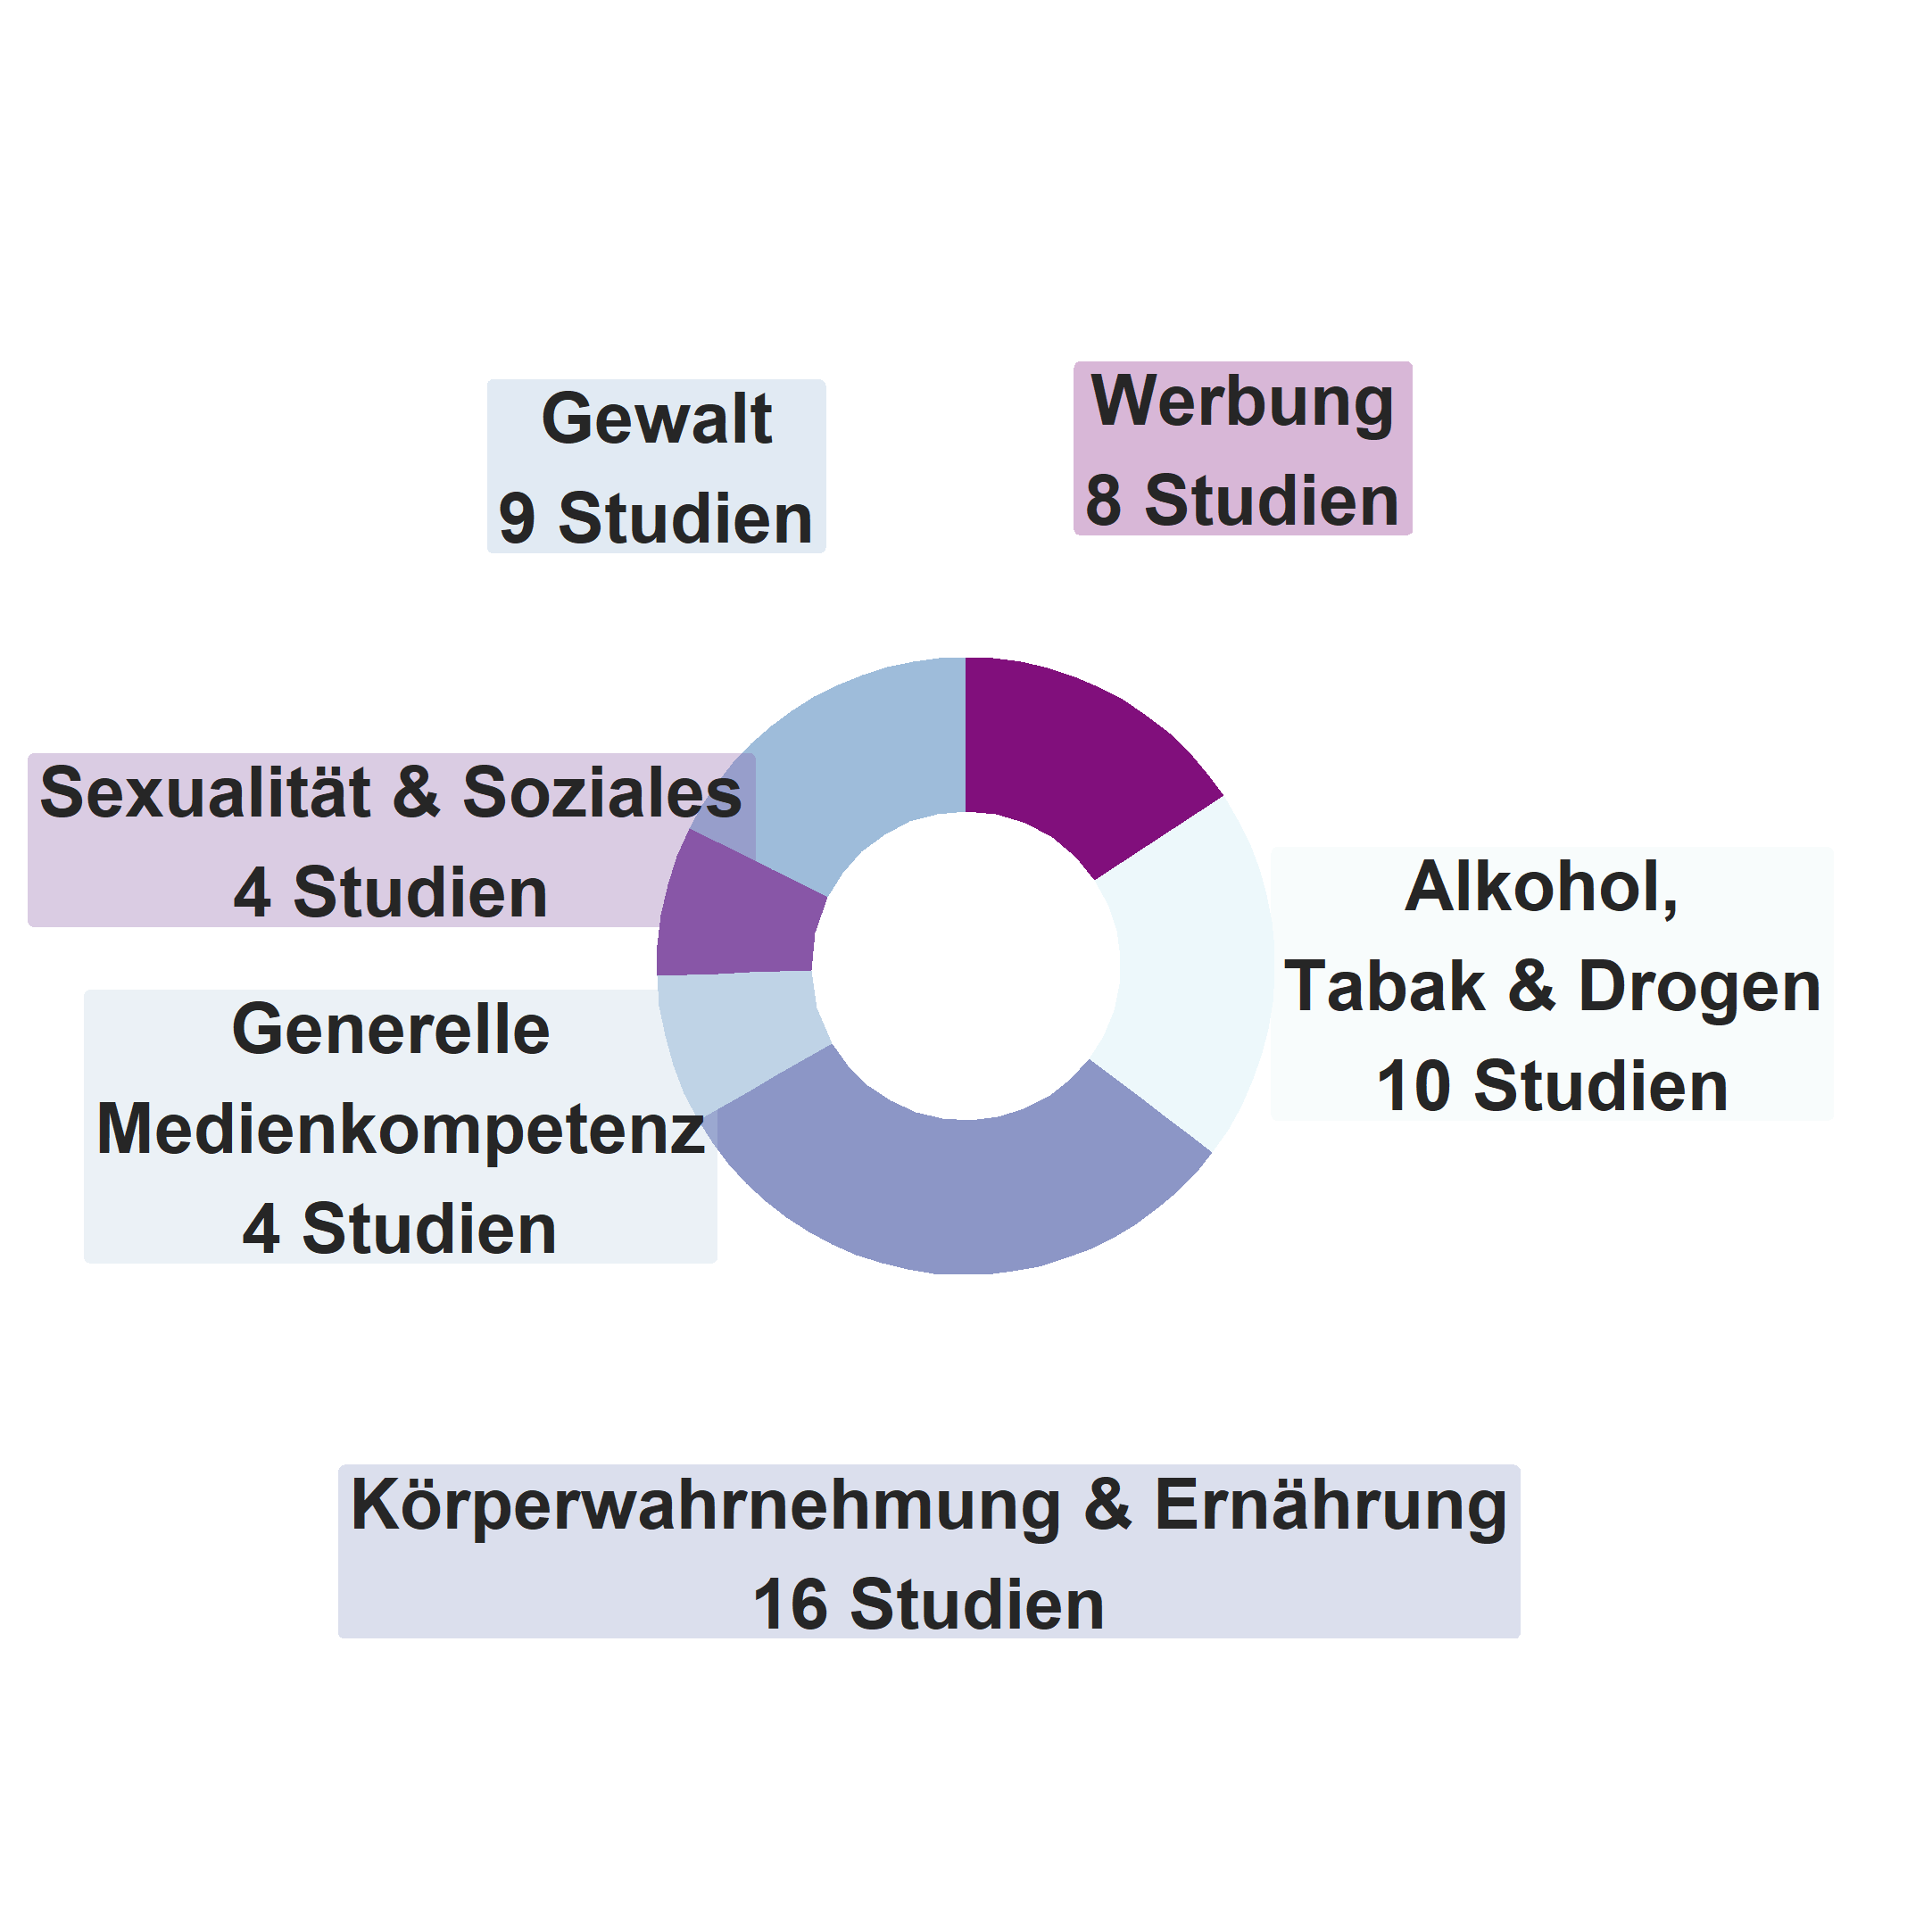 Gewalt
9 Studien
Werbung
8 Studien
Sexualität & Soziales
4 Studien
Alkohol,
Tabak & Drogen
10 Studien
Generelle
Medienkompetenz
4 Studien
Körperwahrnehmung & Ernährung
16 Studien